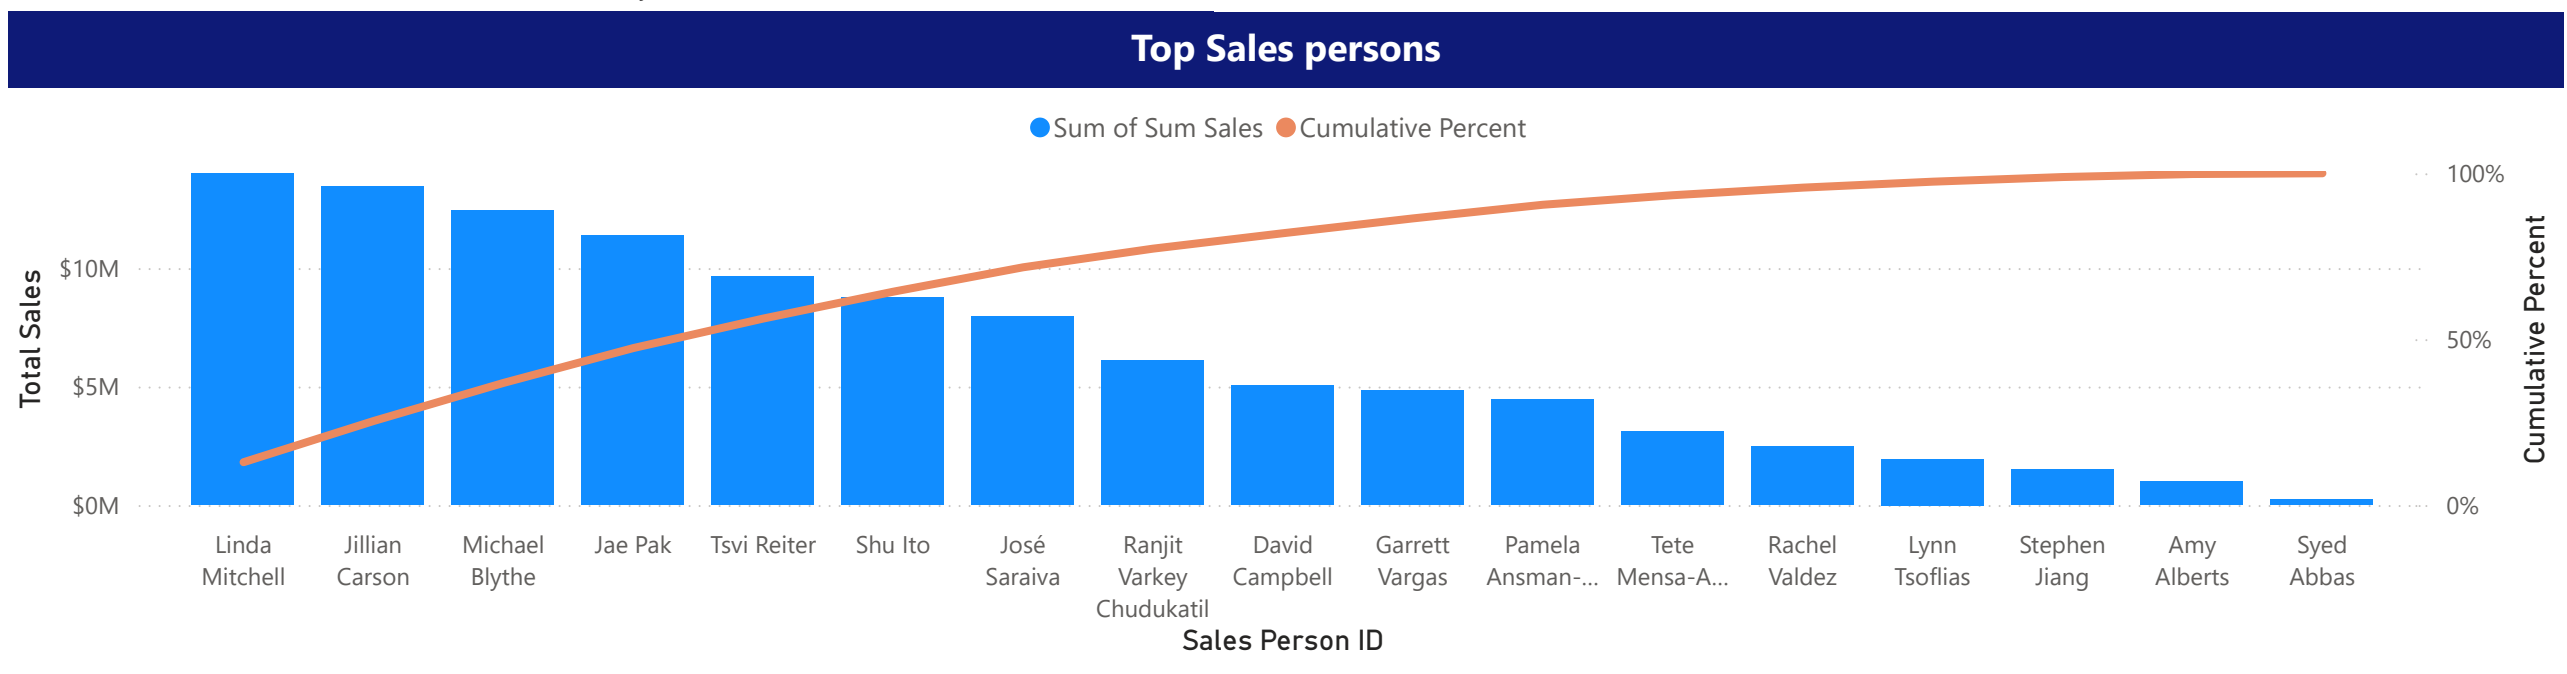 Top Sales persons
Sum of Sum Sales Cumulative Percent
Total Sales
$10M
$5M
$0M
100%
50%
0%
Cumulative Percent
Linda Mitchell
Jillian Carson
Michael Blythe
Jae Pak
Tsvi Reiter
Shu Ito
José Saraiva
Ranjit Varkey Chudukatil
David Campbell
Garrett Vargas
Pamela Ansman-...
Tete Mensa-A...
Rachel Valdez
Lynn Tsoflias
Stephen Jiang
Amy Alberts
Syed Abbas
Sales Person ID